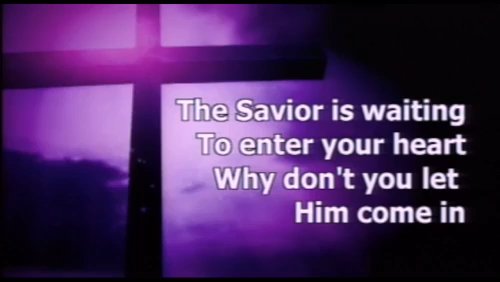 The Savior is waiting
To enter your heart
Why don't you let
Him come in